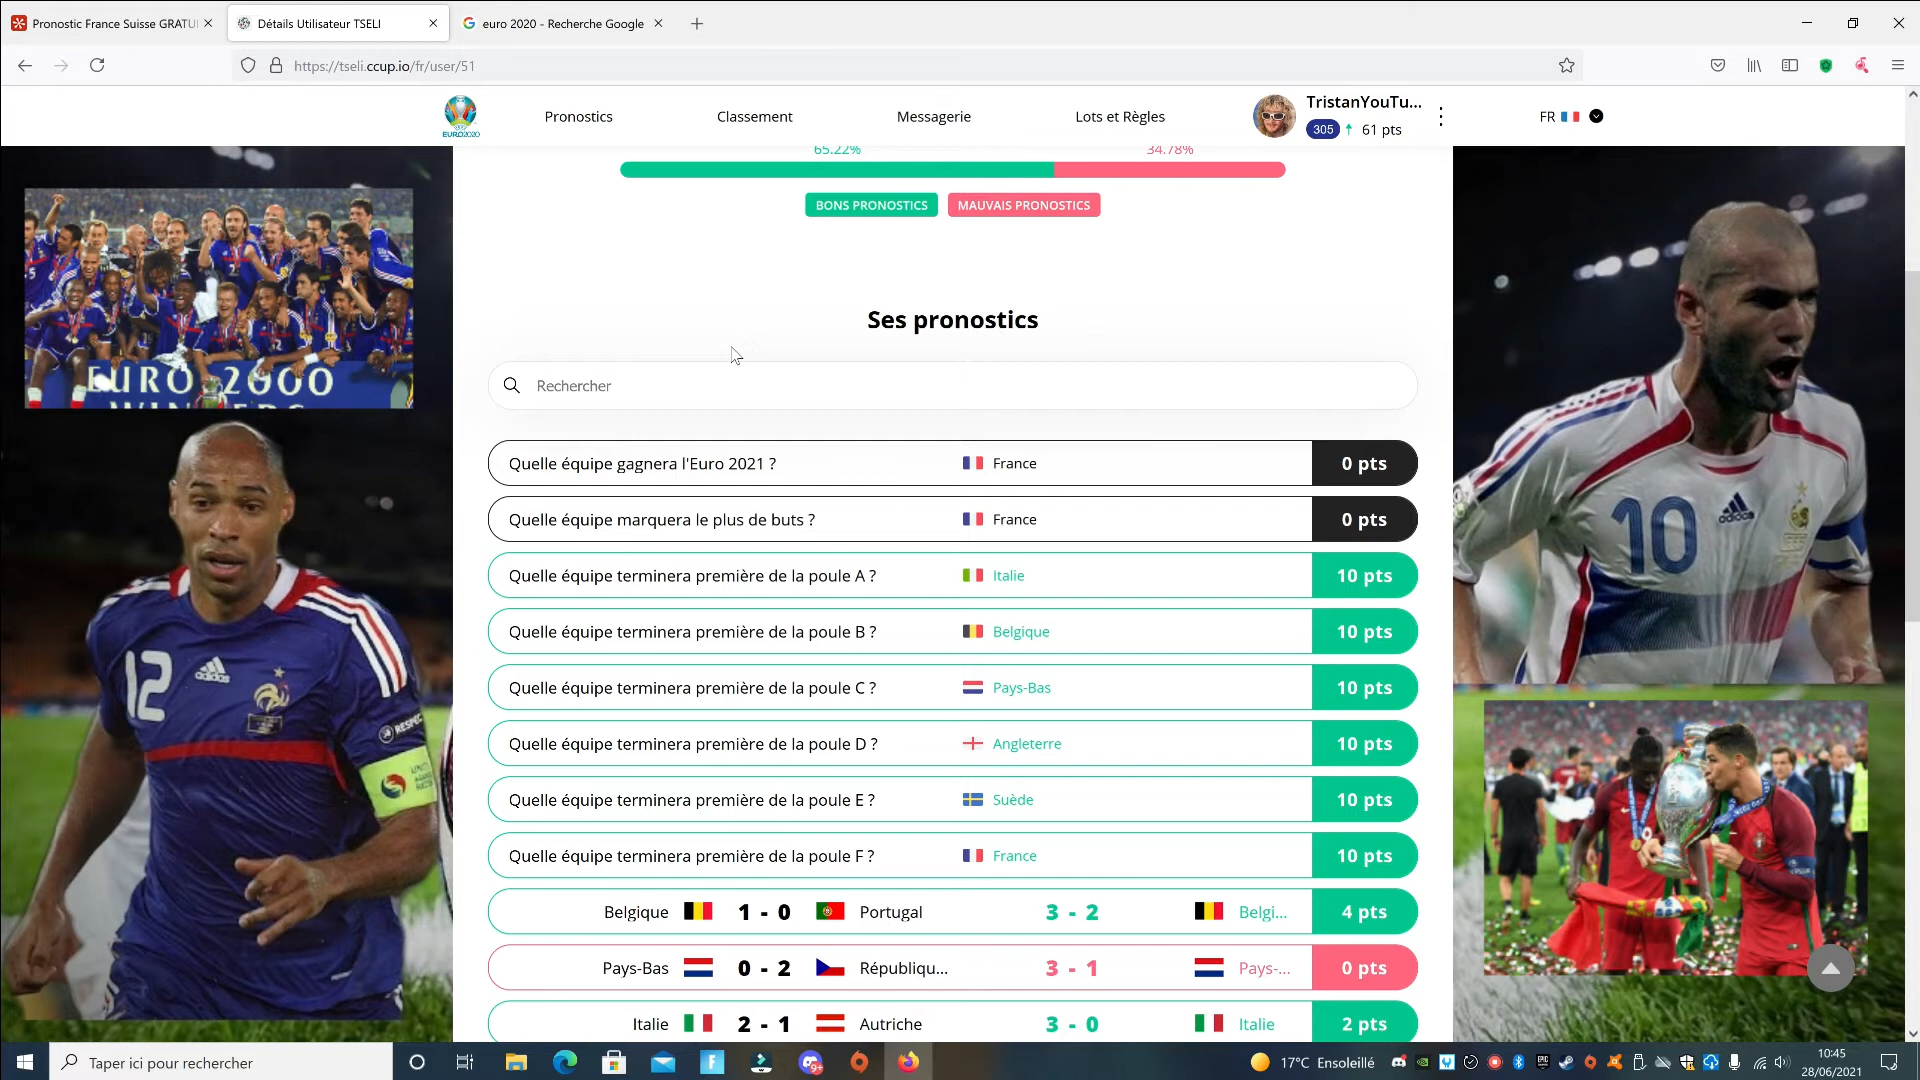 Pronostic France Suisse GRATU
Détails Utilisateur TSELI
euro 2020 - Recherche Google
https://tseli.ccup.io/fr/user/51
EURO2020
Pronostics
Classement
Messagerie
Lots et Règles
TristanYouTu...
305 61 pts
FR
65.22%
34.78%
BONS PRONOSTICS
MAUVAIS PRONOSTICS
EURO 2000
WINNERS
Ses pronostics
Rechercher
Quelle équipe gagnera l'Euro 2021 ? France 0 pts
Quelle équipe marquera le plus de buts ? France 0 pts
Quelle équipe terminera première de la poule A ? Italie 10 pts
Quelle équipe terminera première de la poule B ? Belgique 10 pts
Quelle équipe terminera première de la poule C ? Pays-Bas 10 pts
Quelle équipe terminera première de la poule D ? Angleterre 10 pts
Quelle équipe terminera première de la poule E ? Suède 10 pts
Quelle équipe terminera première de la poule F ? France 10 pts
Belgique 1 - 0 Portugal 3 - 2 Belgi... 4 pts
Pays-Bas 0 - 2 Républiqu... 3 - 1 Pays-... 0 pts
Italie 2 - 1 Autriche 3 - 0 Italie 2 pts
12
adidas
RESPECT
10
adidas
Taper ici pour rechercher
9+
17°C Ensoleillé
10:45
28/06/2021